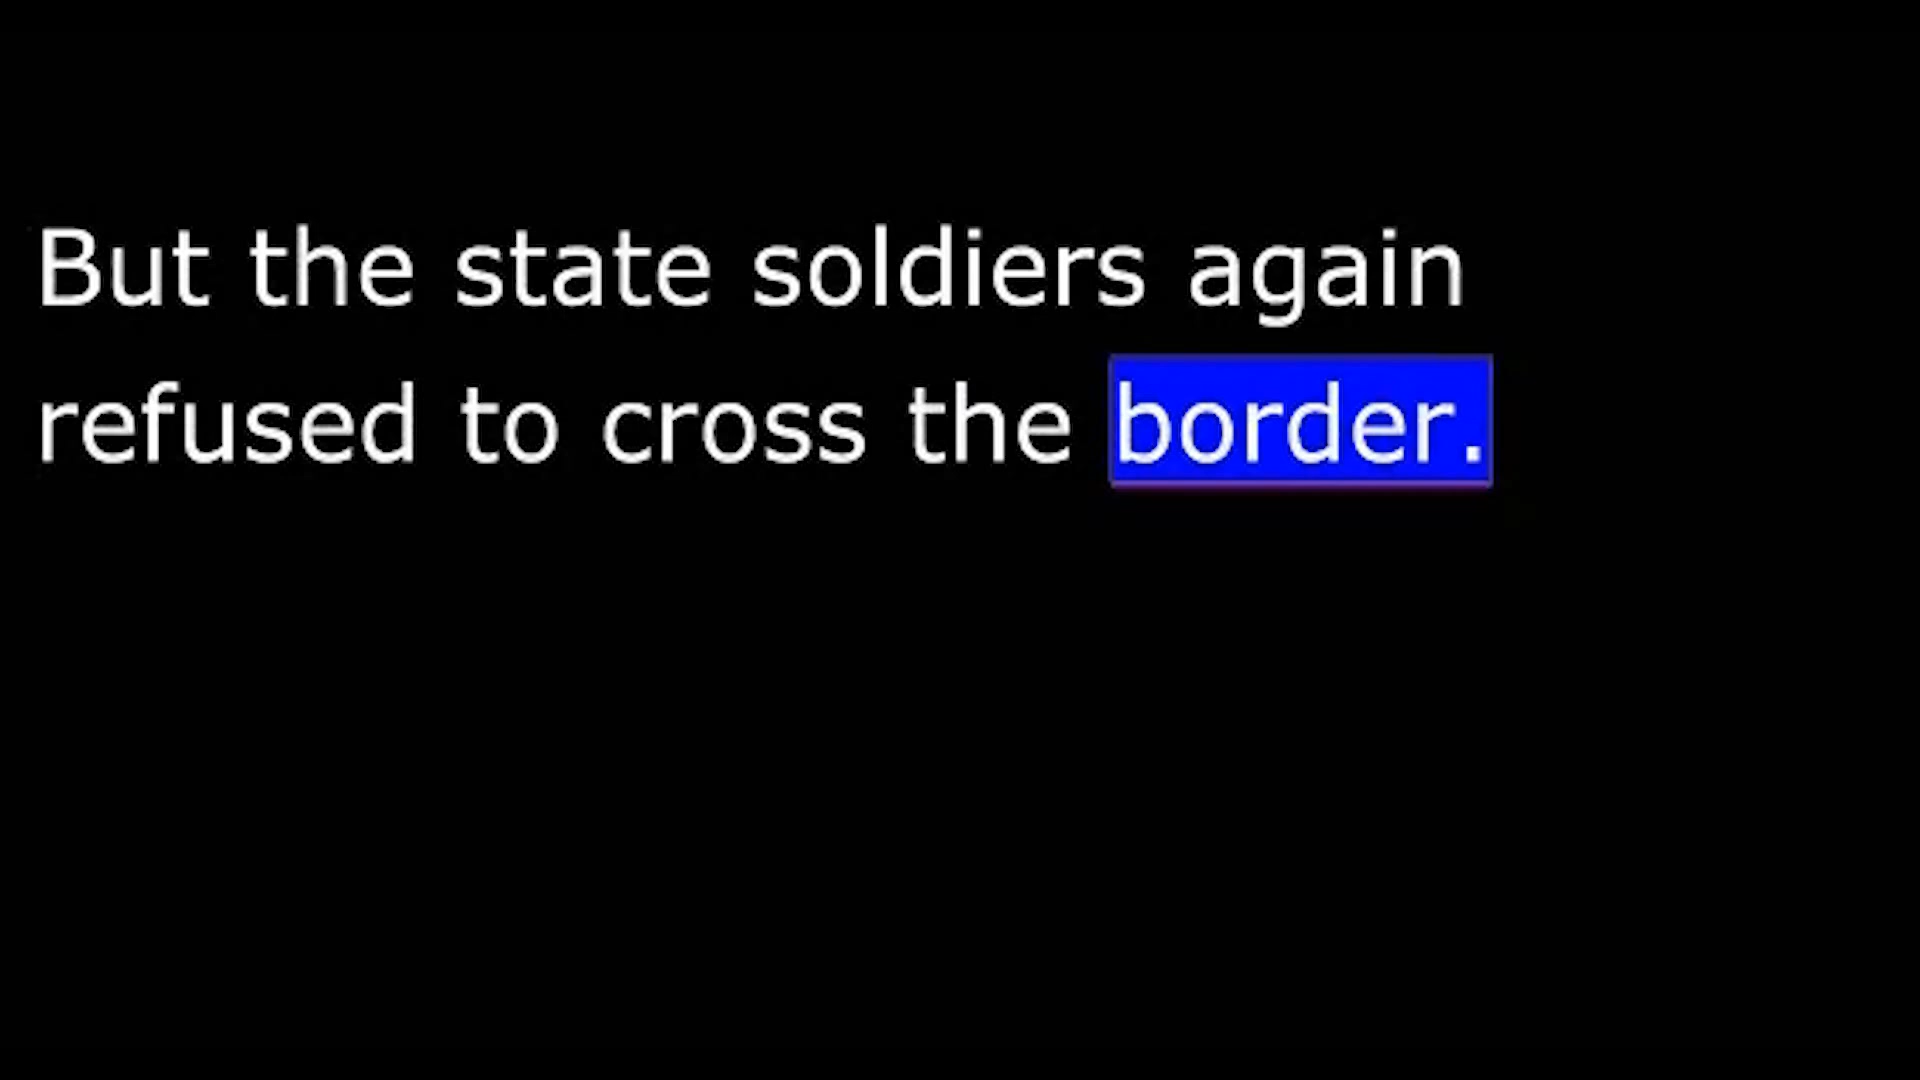 But the state soldiers again
refused to cross the border.